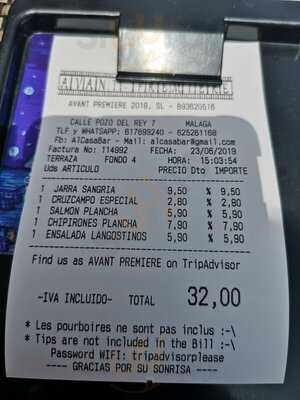 AVANT PREMIERE 2018, SL - B93620516
CALLE POZO DEL REY 7 MALAGA
TLF y WHATSAPP: 617699240 - 625261168
Fb: AlCasaBar - Mail: alcasabar@gmail.com
Factura No: 114992 FECHA: 23/06/2019
TERRAZA FONDO 4 HORA: 15:03:54
Uds ARTICULO PRECIO Dto IMPORTE
1 JARRA SANGRIA 9,50 % 9,50
1 CRUZCAMPO ESPECIAL 2,80 % 2,80
1 SALMON PLANCHA 5,90 % 5,90
1 CHIPIRONES PLANCHA 7,90 % 7,90
1 ENSALADA LANGOSTINOS 5,90 % 5,90
Find us as AVANT PREMIERE on TripAdvisor
-IVA INCLUIDO- TOTAL 32,00
* Les pourboires ne sont pas inclus :-\
* Tips are not included in the Bill :-\
Password WIFI: tripadvisorplease
---- GRACIAS POR SU SONRISA ----